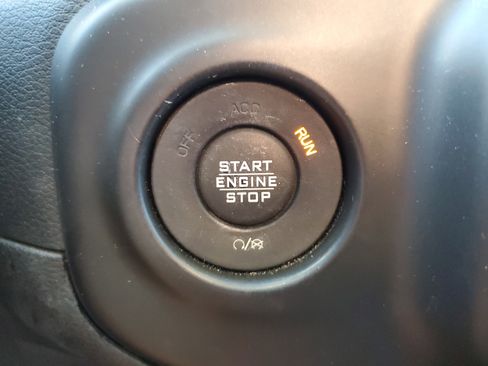 ACC
OFF
RUN
START
ENGINE
STOP